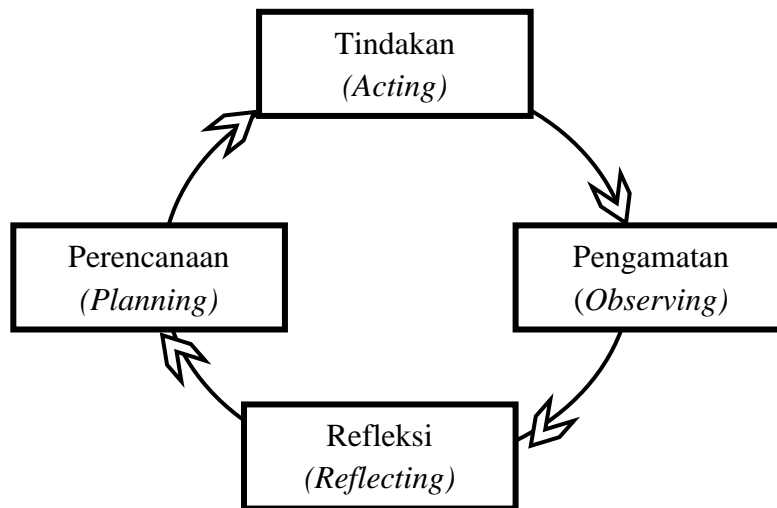 Tindakan
(Acting)
Perencanaan
(Planning)
Pengamatan
(Observing)
Refleksi
(Reflecting)